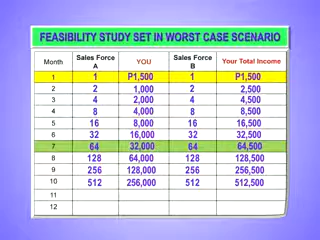 FEASIBILITY STUDY SET IN WORST CASE SCENARIO
Month Sales Force A YOU Sales Force B Your Total Income
1 1 P1,500 1 P1,500
2 2 1,000 2 2,500
3 4 2,000 4 4,500
4 8 4,000 8 8,500
5 16 8,000 16 16,500
6 32 16,000 32 32,500
7 64 32,000 64 64,500
8 128 64,000 128 128,500
9 256 128,000 256 256,500
10 512 256,000 512 512,500
11
12